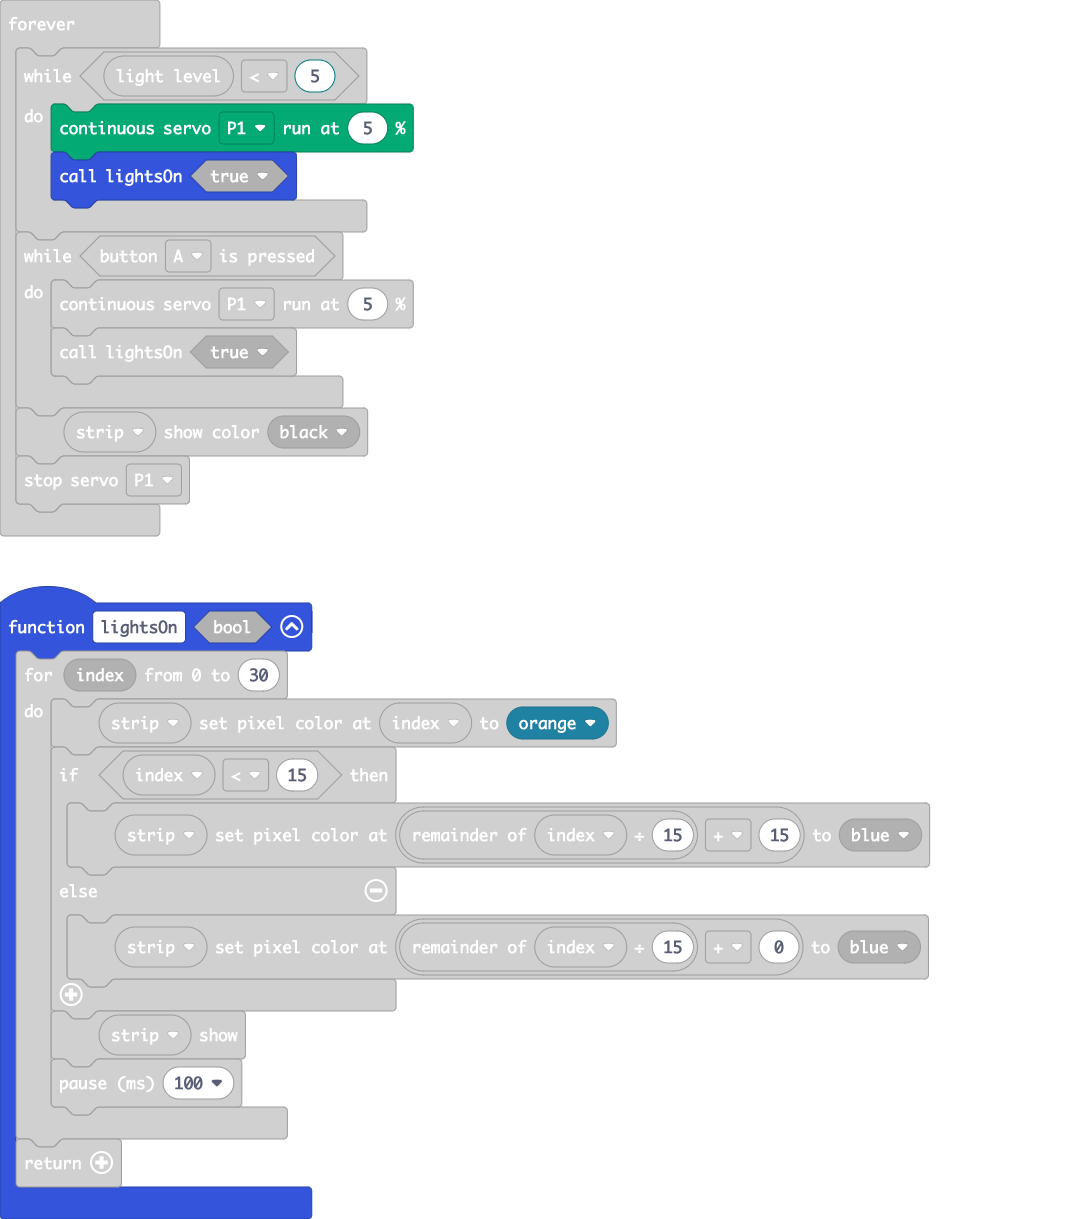 forever
while light level < 5
do
continuous servo P1 run at 5 %
call lightsOn true
while button A is pressed
do
continuous servo P1 run at 5 %
call lightsOn true
strip show color black
stop servo P1
function lightsOn bool
for index from 0 to 30
do
strip set pixel color at index to orange
if index < 15 then
strip set pixel color at remainder of index ÷ 15 + 15 to blue
else
strip set pixel color at remainder of index ÷ 15 + 0 to blue
strip show
pause (ms) 100
return